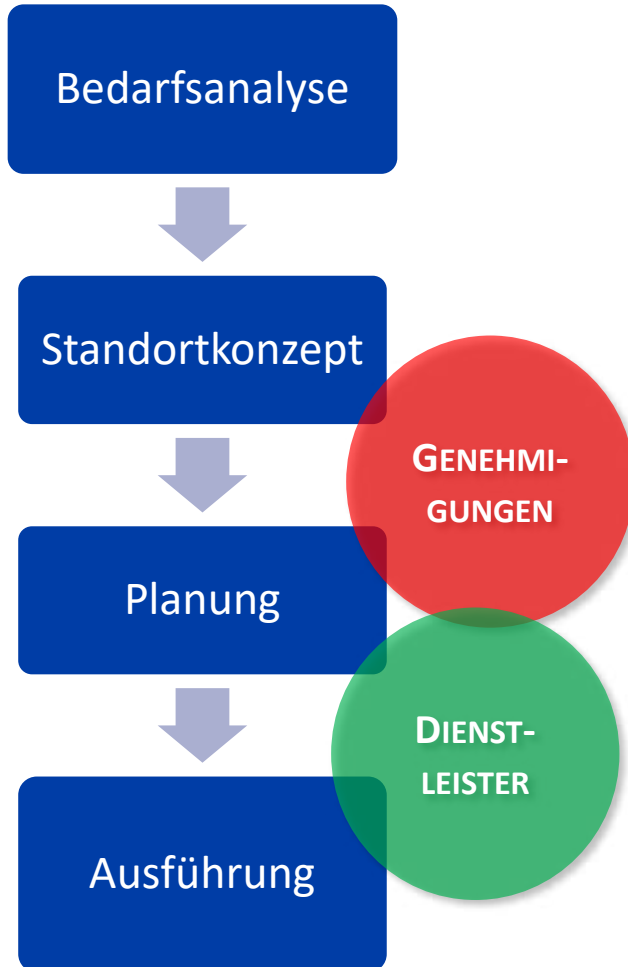 Bedarfsanalyse
Standortkonzept
GENEHMI-
GUNGEN
Planung
DIENST-
LEISTER
Ausführung